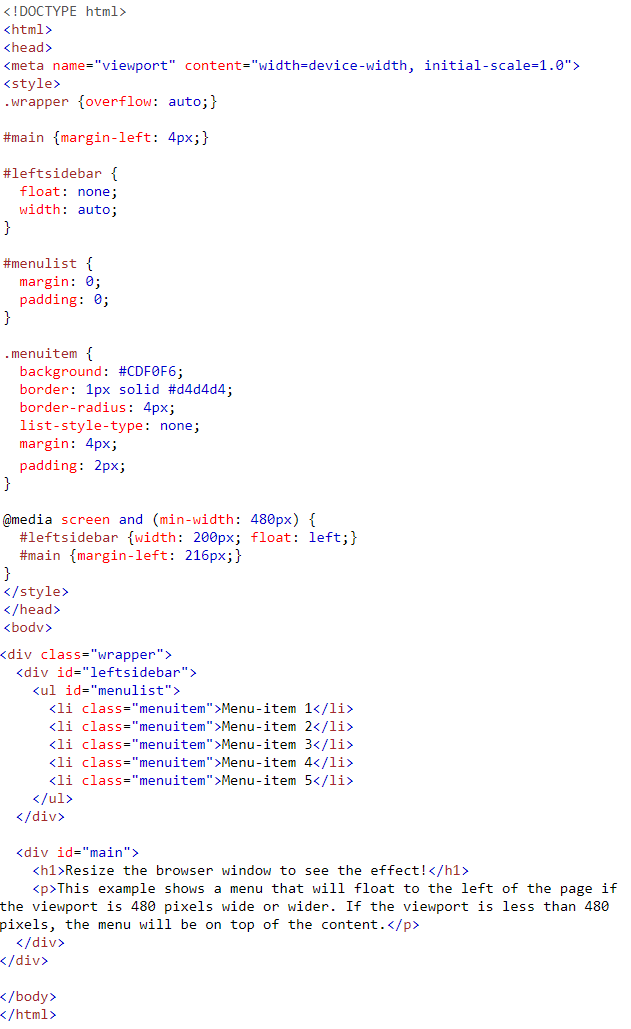 <!DOCTYPE html>
<html>
<head>
<meta name="viewport" content="width=device-width, initial-scale=1.0">
<style>
.wrapper {overflow: auto;}

#main {margin-left: 4px;}

#leftsidebar {
  float: none;
  width: auto;
}

#menulist {
  margin: 0;
  padding: 0;
}

.menuitem {
  background: #CDF0F6;
  border: 1px solid #d4d4d4;
  border-radius: 4px;
  list-style-type: none;
  margin: 4px;
  padding: 2px;
}

@media screen and (min-width: 480px) {
  #leftsidebar {width: 200px; float: left;}
  #main {margin-left: 216px;}
}
</style>
</head>
<body>
<div class="wrapper">
  <div id="leftsidebar">
    <ul id="menulist">
      <li class="menuitem">Menu-item 1</li>
      <li class="menuitem">Menu-item 2</li>
      <li class="menuitem">Menu-item 3</li>
      <li class="menuitem">Menu-item 4</li>
      <li class="menuitem">Menu-item 5</li>
    </ul>
  </div>

  <div id="main">
    <h1>Resize the browser window to see the effect!</h1>
    <p>This example shows a menu that will float to the left of the page if
the viewport is 480 pixels wide or wider. If the viewport is less than 480
pixels, the menu will be on top of the content.</p>
  </div>
</div>

</body>
</html>